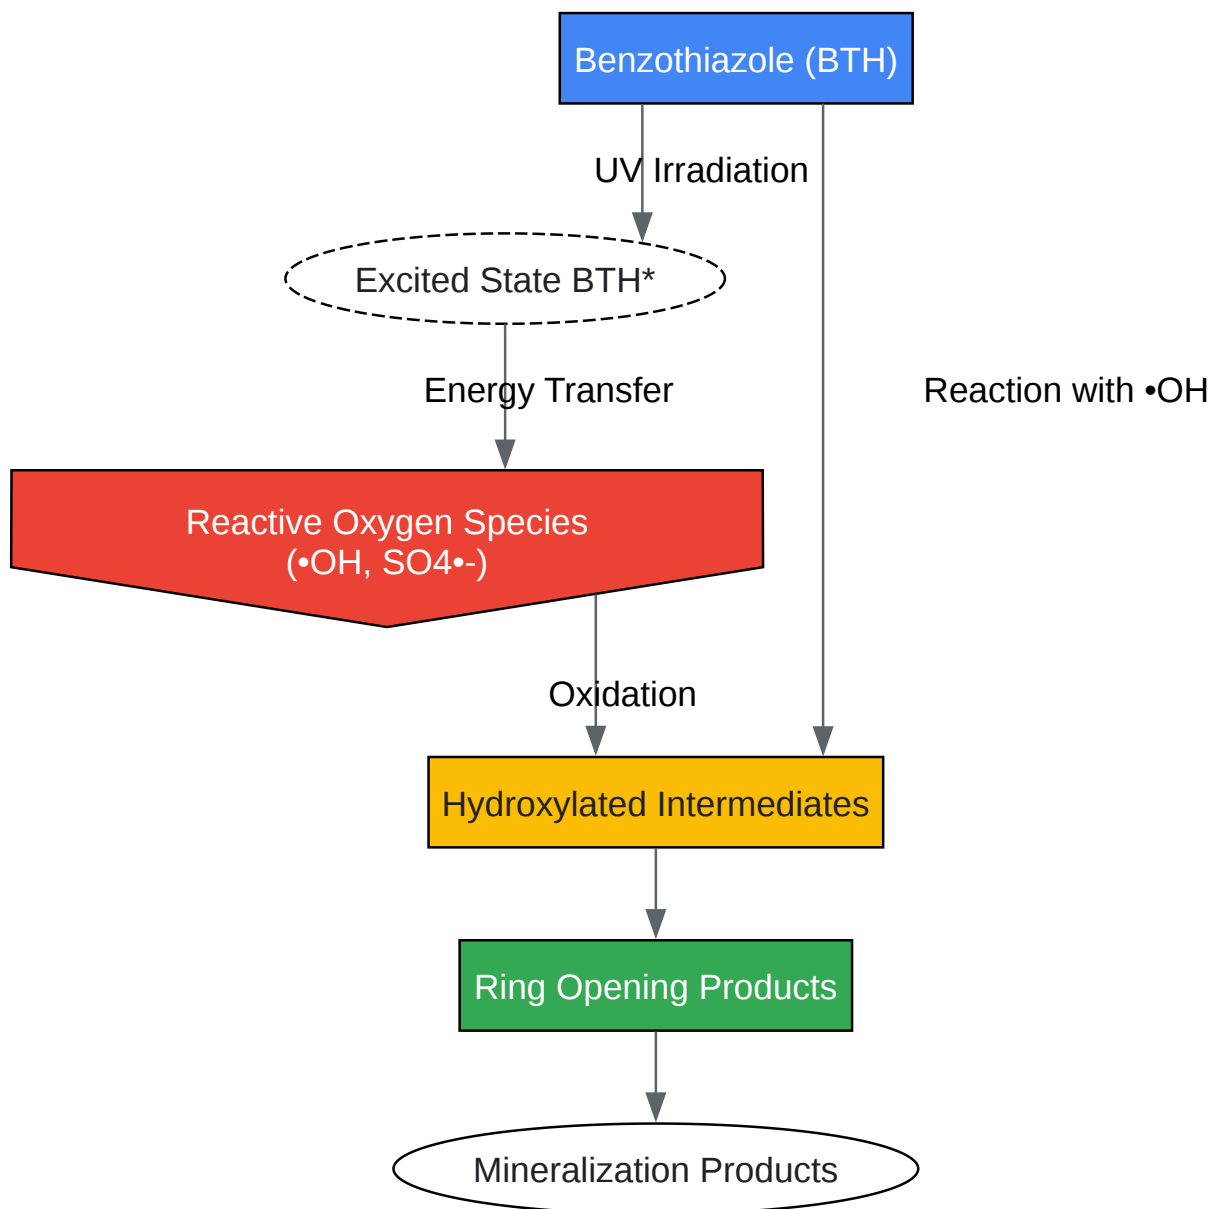 Benzothiazole (BTH)
UV Irradiation
Excited State BTH*
Energy Transfer
Reaction with •OH
Reactive Oxygen Species
(•OH, SO4•-)
Oxidation
Hydroxylated Intermediates
Ring Opening Products
Mineralization Products